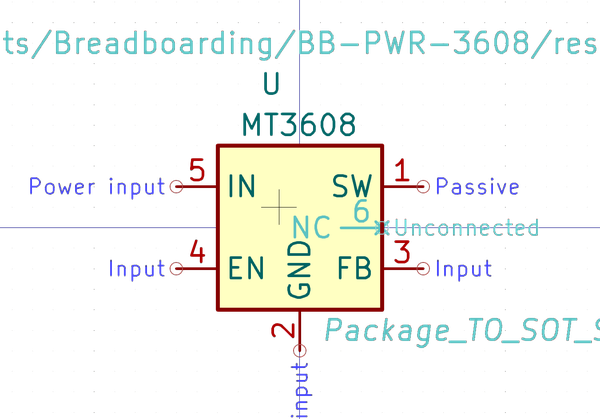 ts/Breadboarding/BB-PWR-3608/res
U
MT3608
Power input 5 IN SW 1 Passive
NC 6 Unconnected
Input 4 EN GND FB 3 Input
2
Package_TO_SOT_S
input